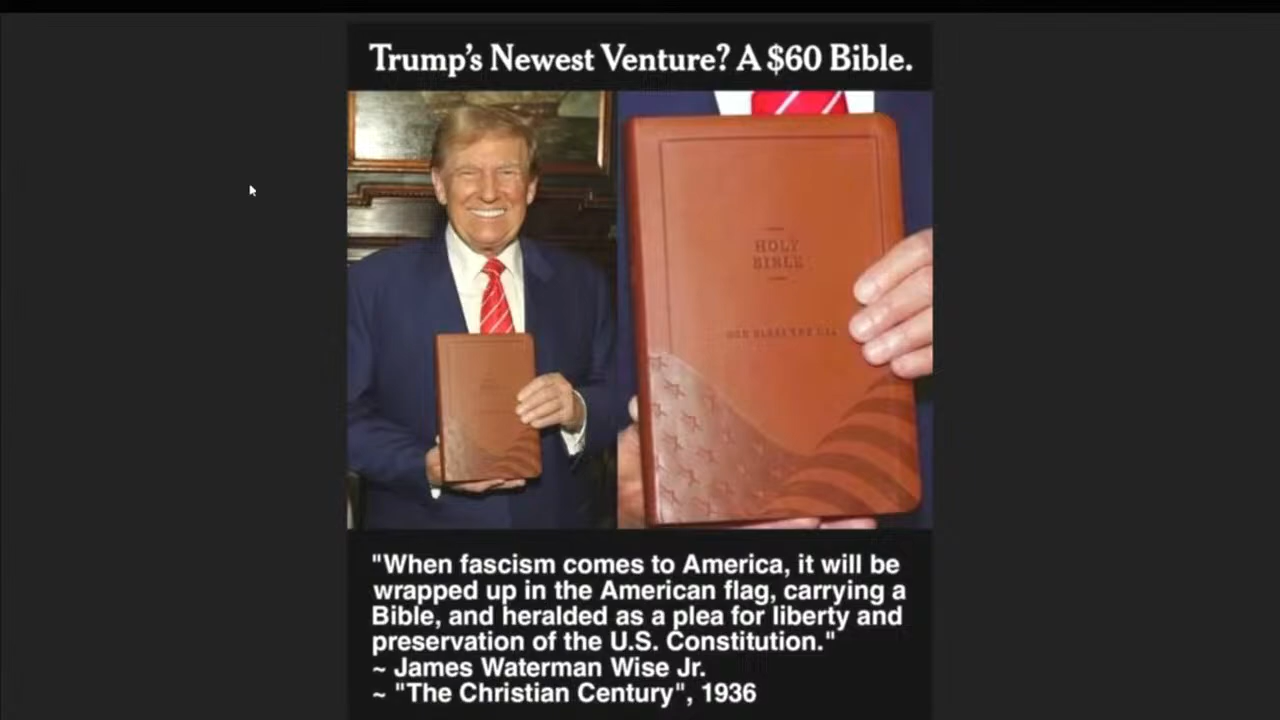 Trump's Newest Venture? A $60 Bible.
HOLY
BIBLE
"When fascism comes to America, it will be
wrapped up in the American flag, carrying a
Bible, and heralded as a plea for liberty and
preservation of the U.S. Constitution."
~ James Waterman Wise Jr.
~ "The Christian Century", 1936